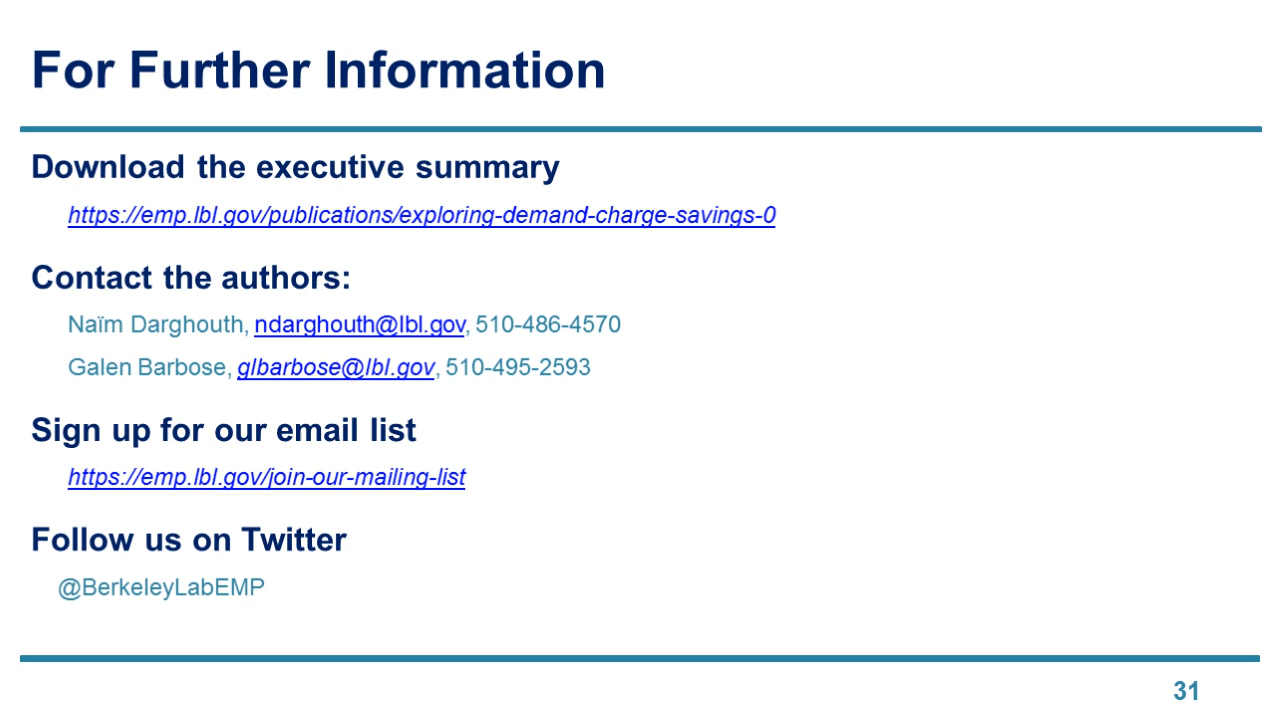 For Further Information
Download the executive summary
https://emp.lbl.gov/publications/exploring-demand-charge-savings-0
Contact the authors:
Naïm Darghouth, ndarghouth@lbl.gov, 510-486-4570
Galen Barbose, glbarbose@lbl.gov, 510-495-2593
Sign up for our email list
https://emp.lbl.gov/join-our-mailing-list
Follow us on Twitter
@BerkeleyLabEMP
31